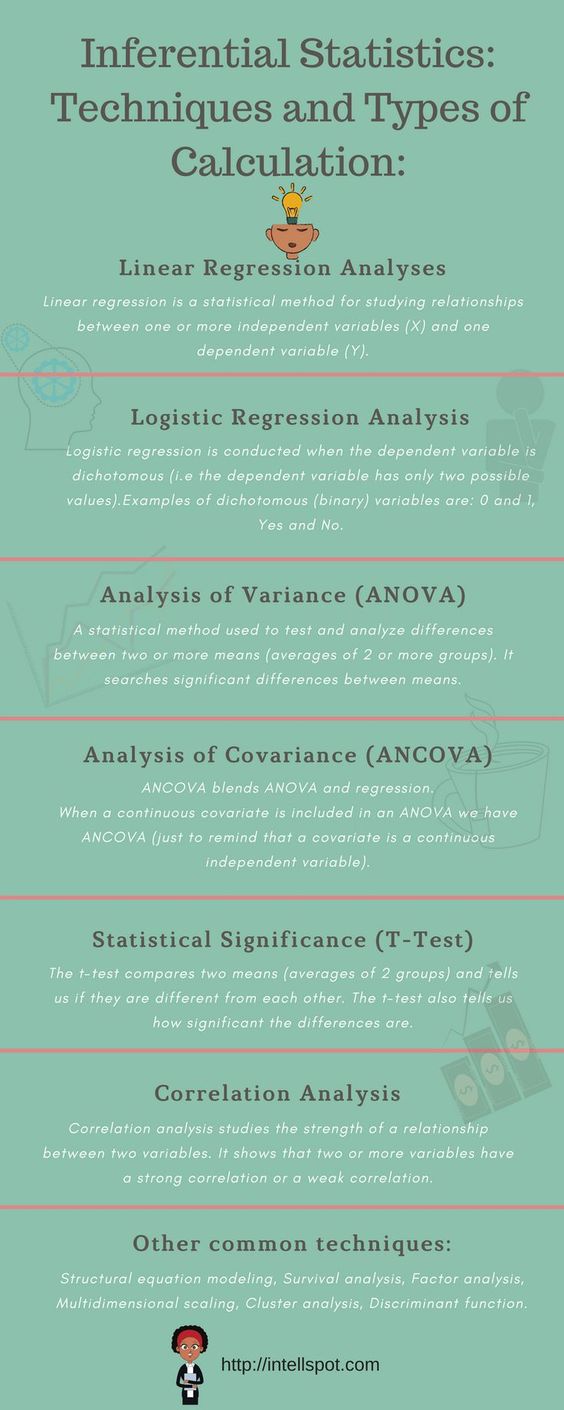 Inferential Statistics:
Techniques and Types of
Calculation:
Linear Regression Analyses
Linear regression is a statistical method for studying relationships
between one or more independent variables (X) and one
dependent variable (Y).
Logistic Regression Analysis
Logistic regression is conducted when the dependent variable is
dichotomous (i.e the dependent variable has only two possible
values).Examples of dichotomous (binary) variables are: 0 and 1,
Yes and No.
Analysis of Variance (ANOVA)
A statistical method used to test and analyze differences
between two or more means (averages of 2 or more groups). It
searches significant differences between means.
Analysis of Covariance (ANCOVA)
ANCOVA blends ANOVA and regression.
When a continuous covariate is included in an ANOVA we have
ANCOVA (just to remind that a covariate is a continuous
independent variable).
Statistical Significance (T-Test)
The t-test compares two means (averages of 2 groups) and tells
us if they are different from each other. The t-test also tells us
how significant the differences are.
Correlation Analysis
Correlation analysis studies the strength of a relationship
between two variables. It shows that two or more variables have
a strong correlation or a weak correlation.
Other common techniques:
Structural equation modeling, Survival analysis, Factor analysis,
Multidimensional scaling, Cluster analysis, Discriminant function.
http://intellspot.com